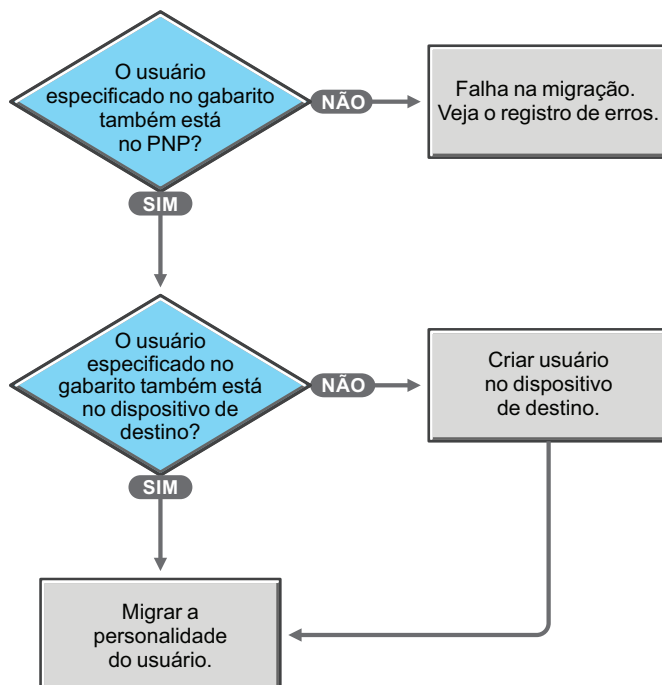 O usuário
especificado no gabarito
também está
no PNP?
NÃO
Falha na migração.
Veja o registro de erros.
SIM
O usuário
especificado no
gabarito também está
no dispositivo de
destino?
NÃO
Criar usuário
no dispositivo
de destino.
SIM
Migrar a
personalidade
do usuário.